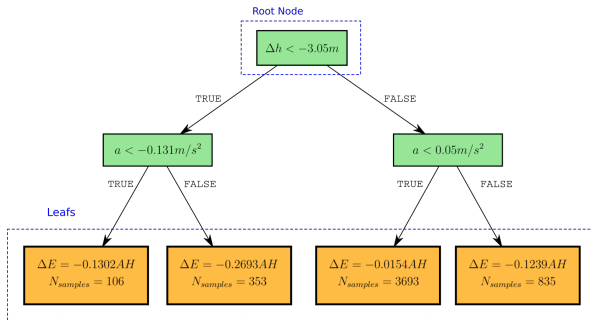 Root Node
Δh < −3.05m
TRUE
FALSE
a < −0.131m/s²
a < 0.05m/s²
TRUE
FALSE
TRUE
FALSE
Leafs
ΔE = −0.1302AH
N_samples = 106
ΔE = −0.2693AH
N_samples = 353
ΔE = −0.0154AH
N_samples = 3693
ΔE = −0.1239AH
N_samples = 835